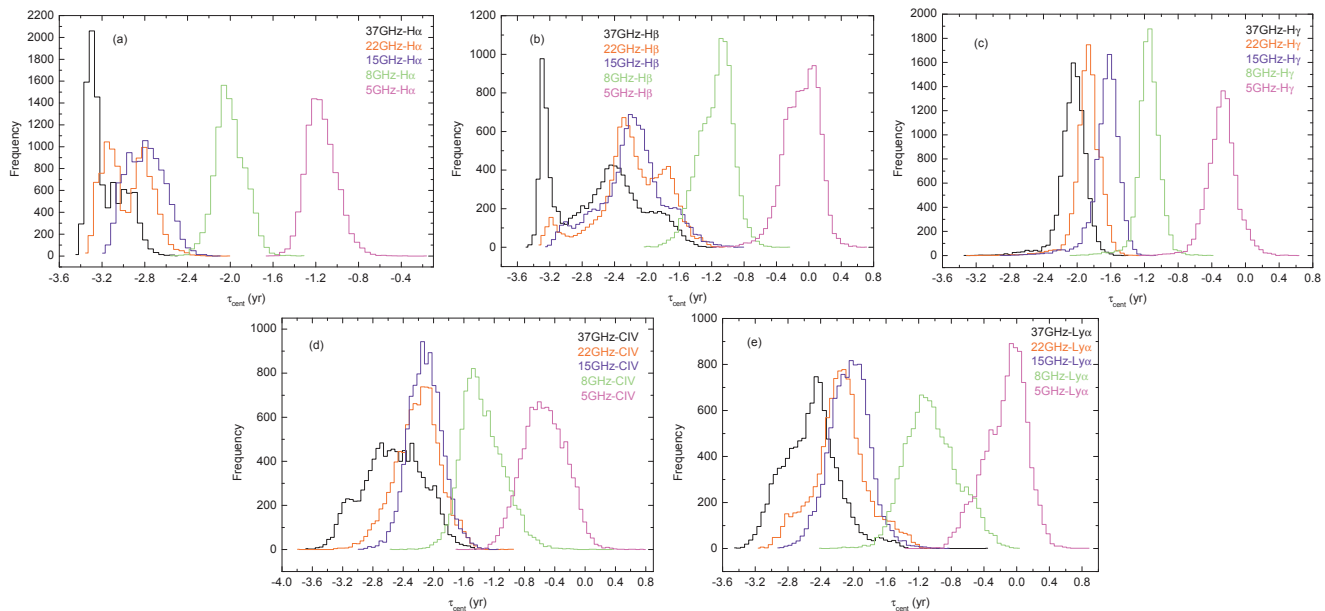 (a)
37GHz-Hα
22GHz-Hα
15GHz-Hα
8GHz-Hα
5GHz-Hα
Frequency
2200
2000
1800
1600
1400
1200
1000
800
600
400
200
0
-3.2 -2.8 -2.4 -2.0 -1.6 -1.2 -0.8 -0.4
τcent (yr)
(b)
37GHz-Hβ
22GHz-Hβ
15GHz-Hβ
8GHz-Hβ
5GHz-Hβ
Frequency
1200
1000
800
600
400
200
0
-4.0 -3.6 -3.2 -2.8 -2.4 -2.0 -1.6 -1.2 -0.8 -0.4 0.0 0.4 0.8
τcent (yr)
(c)
37GHz-Hγ
22GHz-Hγ
15GHz-Hγ
8GHz-Hγ
5GHz-Hγ
Frequency
2000
1800
1600
1400
1200
1000
800
600
400
200
0
-3.6 -3.2 -2.8 -2.4 -2.0 -1.6 -1.2 -0.8 -0.4 0.0 0.4 0.8
τcent (yr)
(d)
37GHz-CIV
22GHz-CIV
15GHz-CIV
8GHz-CIV
5GHz-CIV
Frequency
1000
800
600
400
200
0
-4.0 -3.6 -3.2 -2.8 -2.4 -2.0 -1.6 -1.2 -0.8 -0.4 0.0 0.4 0.8
τcent (yr)
(e)
37GHz-Lyα
22GHz-Lyα
15GHz-Lyα
8GHz-Lyα
5GHz-Lyα
Frequency
1000
800
600
400
200
0
-3.6 -3.2 -2.8 -2.4 -2.0 -1.6 -1.2 -0.8 -0.4 0.0 0.4 0.8
τcent (yr)